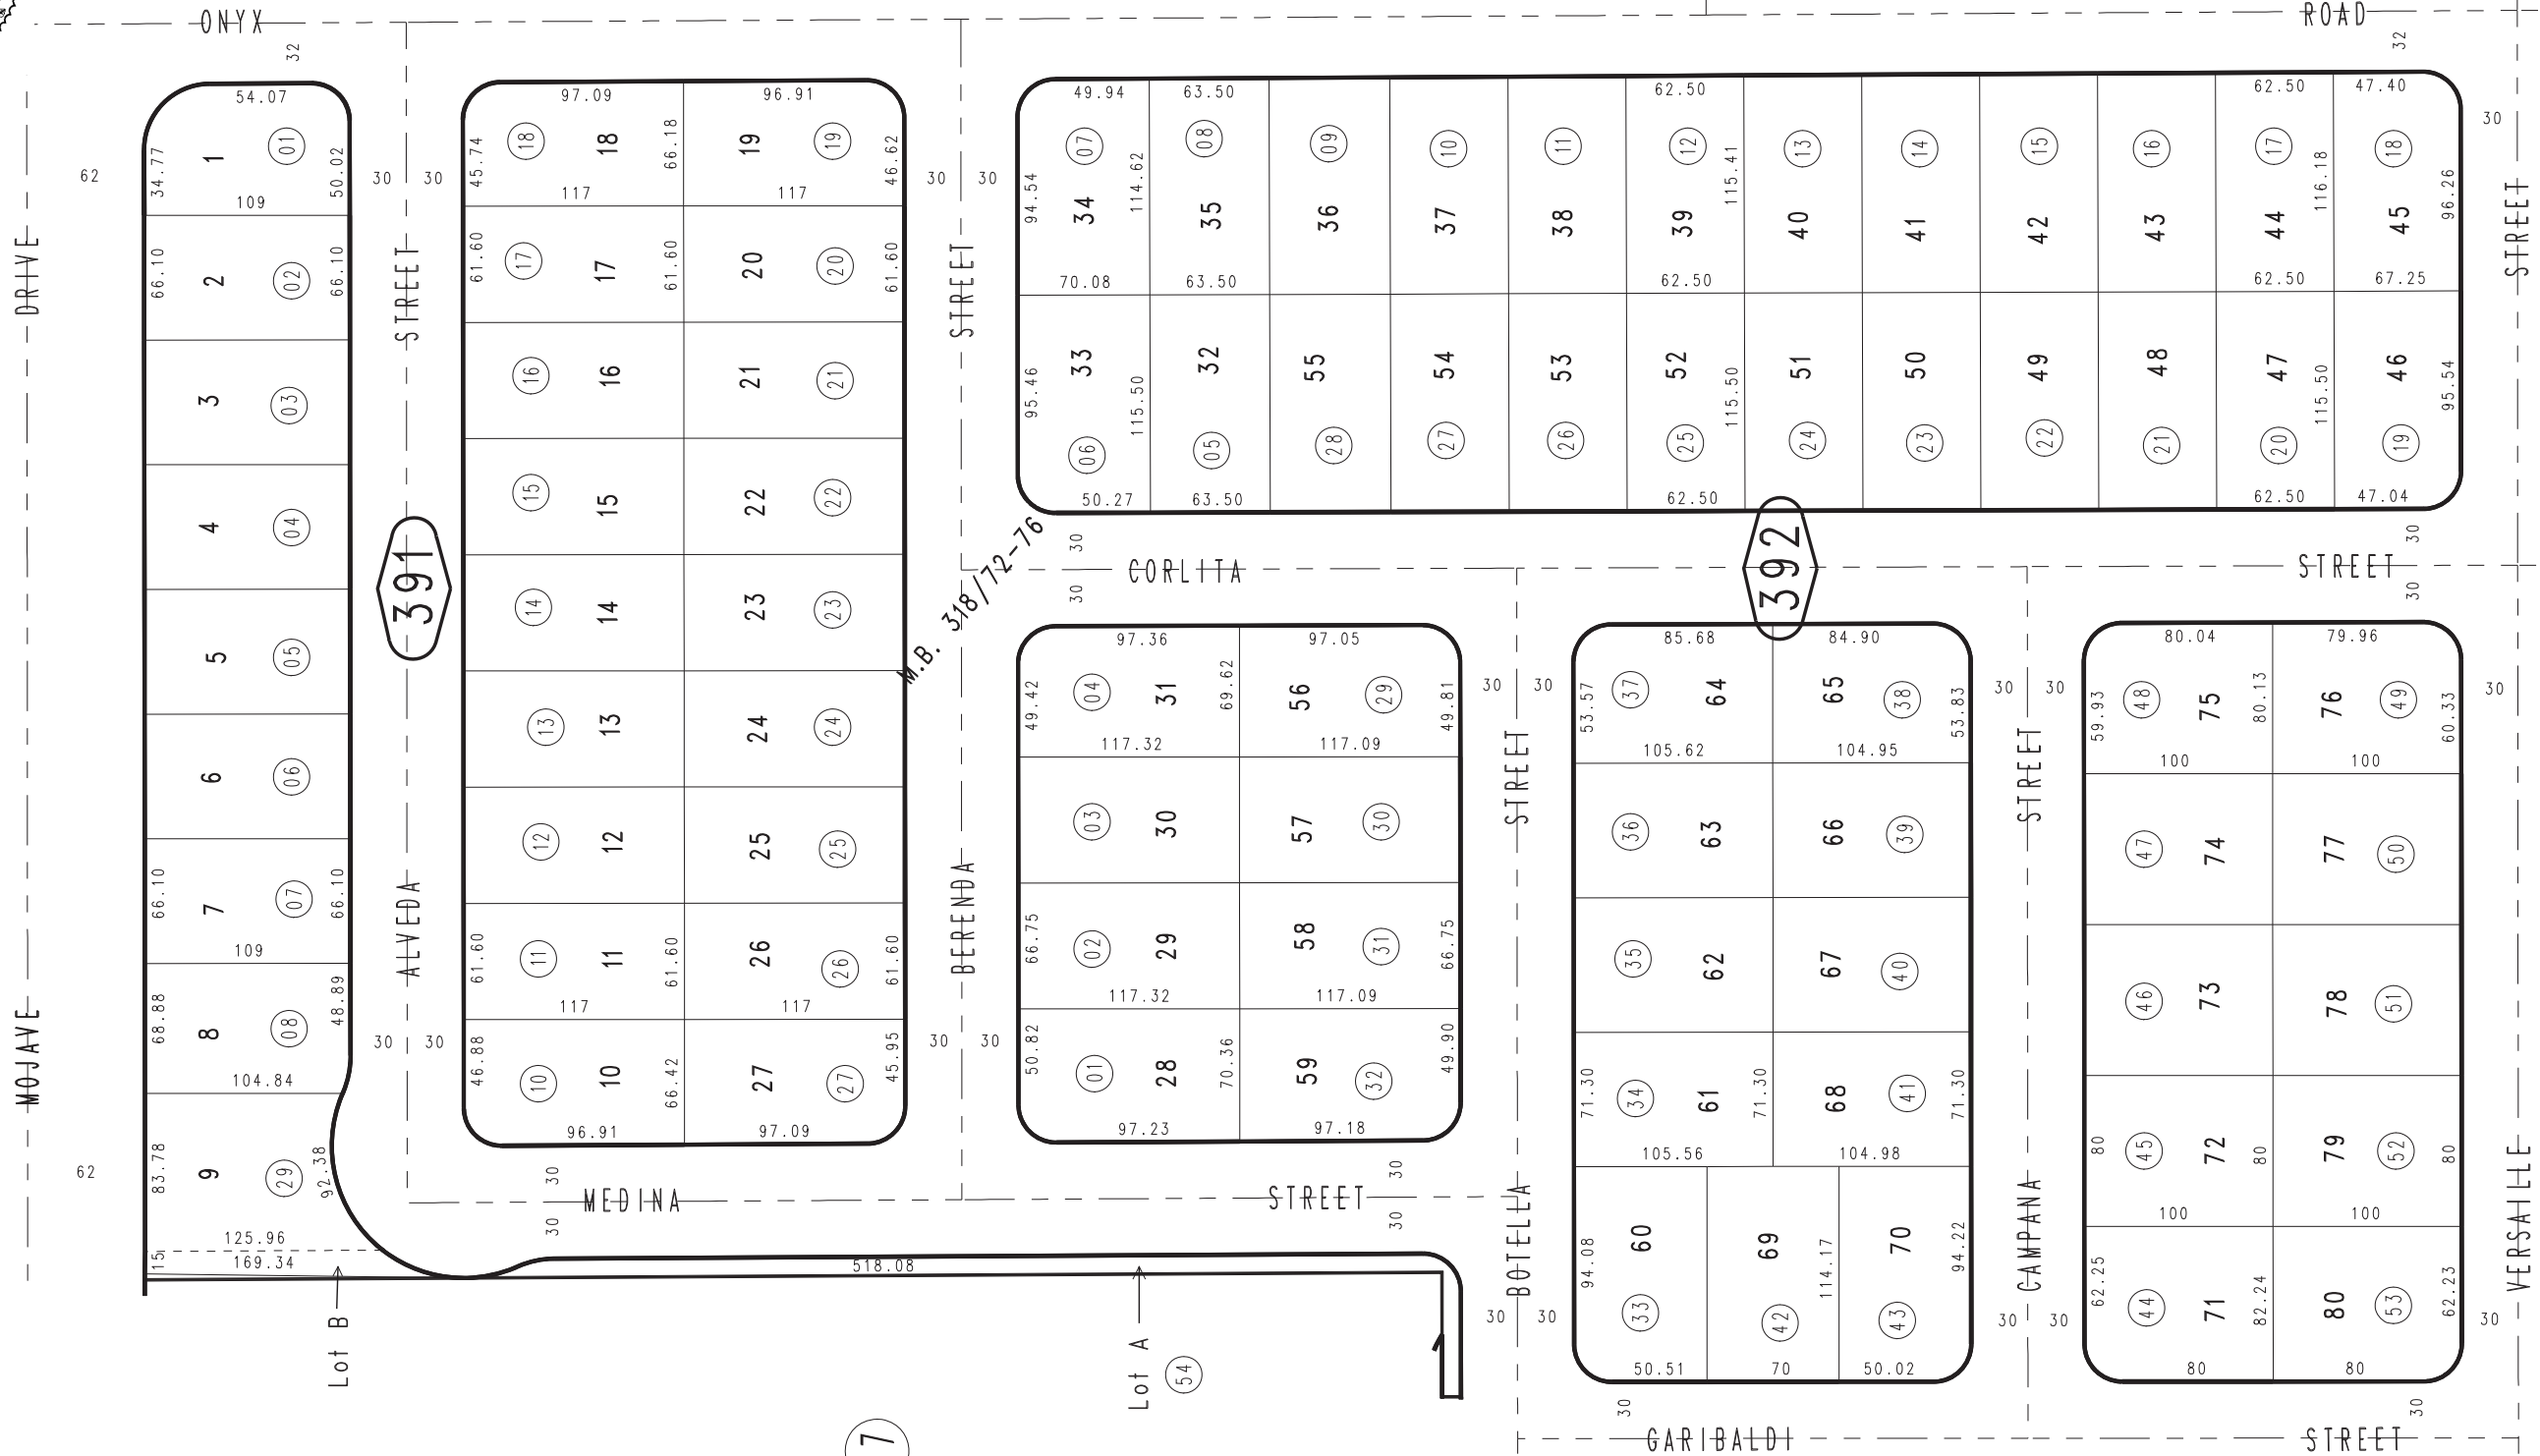 ONYX ROAD
32 32
54.07 97.09 96.91 49.94 63.50 62.50 62.50 47.40
62 30 30 30 30 30
34.77 1 01 50.02 45.74 18 18 66.18 19 19 46.62
109 117 117
94.54 34 07 114.62 35 08 36 09 37 10 38 11 39 12 115.41 40 13 41 14 42 15 43 16 44 17 116.18 45 18 96.26
70.08 63.50 62.50 62.50 67.25
66.10 2 02 66.10 61.60 17 17 61.60 20 20 61.60
DRIVE STREET STREET STREET
3 03 16 16 21 21
95.46 33 06 115.50 32 05 55 28 54 27 53 26 52 25 115.50 51 24 50 23 49 22 48 21 47 20 115.50 46 19 95.54
50.27 63.50 62.50 62.50 47.04
4 04 15 15 22 22
391
M.B. 318/72-76
392
30 30
CORLITA STREET
30 30
5 05 14 14 23 23
97.36 97.05 85.68 84.90 80.04 79.96
6 06 13 13 24 24
49.42 04 31 69.62 56 29 49.81
30 30 53.57 37 64 65 38 53.83
30 30 59.93 48 75 80.13 76 49 60.33 30
117.32 117.09 105.62 104.95 100 100
STREET STREET
66.10 7 07 66.10 12 12 25 25
109
03 30 57 30 36 63 66 39 47 74 77 50
ALVEDA BERENDA
61.60 11 11 61.60 26 26 61.60
117 117
66.75 02 29 58 31 66.75 35 62 67 40 46 73 78 51
117.32 117.09
68.88 8 08 48.89
104.84
30 30 30 30
MOJAVE
46.88 10 10 66.42 27 27 45.95
96.91 97.09
50.82 01 28 70.36 59 32 49.90
97.23 97.18
71.30 34 61 71.30 68 41 71.30
105.56 104.98
80 45 72 80 79 52 80
100 100
62 83.78 9 29 92.38
125.96
15 169.34
30 30
MEDINA STREET
30 30
518.08
BOTELLA CAMPANA VERSAILLE
94.08 60 33 69 42 114.17 70 43 94.22
50.51 70 50.02
62.25 44 71 82.24 80 53 62.23
80 80
30 30 30 30 30
Lot B
Lot A 54
7
30 30
GARIBALDI STREET